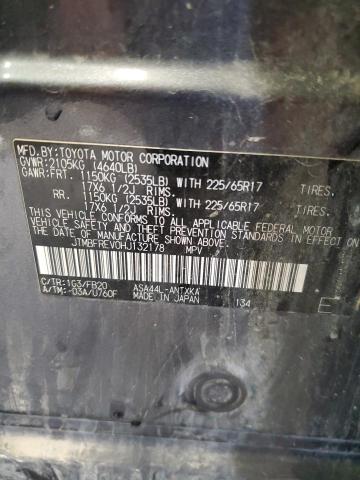 MFD.BY:TOYOTA MOTOR CORPORATION
GVWR:2105KG (4640LB)
GAWR:FRT. 1150KG (2535LB) WITH 225/65R17 TIRES
17X6 1/2J RIMS.
RR. 1150KG (2535LB) WITH 225/65R17 TIRES
17X6 1/2J RIMS.
THIS VEHICLE CONFORMS TO ALL APPLICABLE FEDERAL MOTOR
VEHICLE SAFETY, BUMPER, AND THEFT PREVENTION STANDARDS
IN EFFECT ON THE DATE OF MANUFACTURE SHOWN ABOVE.
JTMBFREV0HJ132178 MPV
C/TR:1G3/FB20 ASA44L-ANTXKA
A/TM:-03A/U760F MADE IN JAPAN 134 E